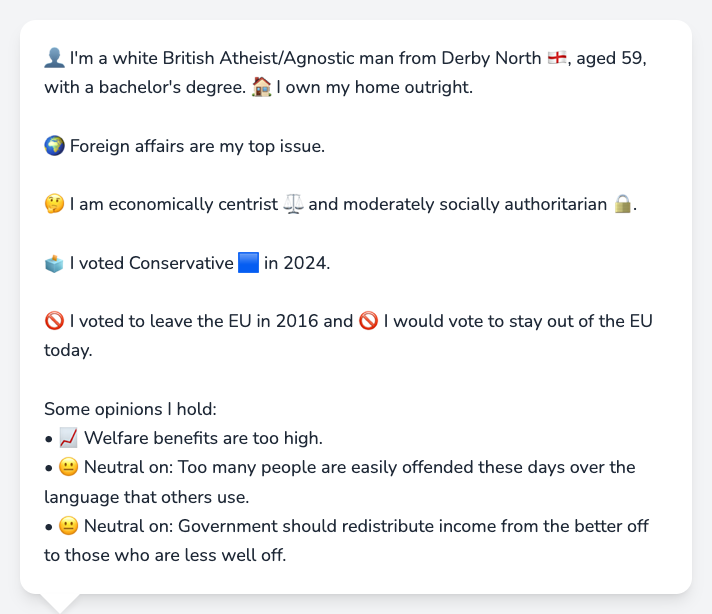 👤 I'm a white British Atheist/Agnostic man from Derby North 🏴󠁧󠁢󠁥󠁮󠁧󠁿, aged 59,
with a bachelor's degree. 🏠 I own my home outright.
🌍 Foreign affairs are my top issue.
🤔 I am economically centrist ⚖️ and moderately socially authoritarian 🔒.
🗳️ I voted Conservative 🟦 in 2024.
🚫 I voted to leave the EU in 2016 and 🚫 I would vote to stay out of the EU
today.
Some opinions I hold:
• 📈 Welfare benefits are too high.
• 😐 Neutral on: Too many people are easily offended these days over the
language that others use.
• 😐 Neutral on: Government should redistribute income from the better off
to those who are less well off.